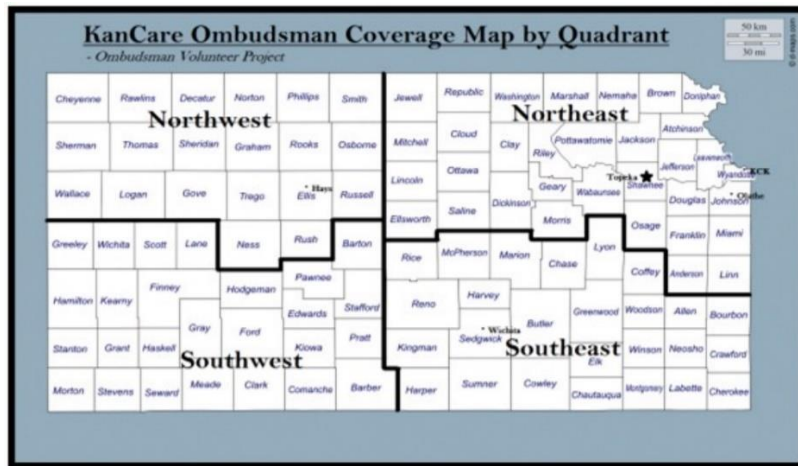 KanCare Ombudsman Coverage Map by Quadrant
- Ombudsman Volunteer Project
50 km
30 mi
© d-maps.com
Cheyenne Rawlins Decatur Norton Phillips Smith Jewell Republic Washington Marshall Nemaha Brown Doniphan
Northwest
Northeast
Sherman Thomas Sheridan Graham Rooks Osborne Mitchell Cloud Clay Riley Pottawatomie Jackson Atchinson
Jefferson Leavenworth Wyandotte KCK
Wallace Logan Gove Trego Ellis Hays Russell Lincoln Ottawa Geary Wabaunsee Topeka Shawnee Douglas Johnson Olathe
Ellsworth Saline Dickinson Morris Osage Franklin Miami
Greeley Wichita Scott Lane Ness Rush Barton Rice McPherson Marion Chase Lyon Coffey Anderson Linn
Hamilton Kearny Finney Hodgeman Pawnee Stafford Reno Harvey Butler Greenwood Woodson Allen Bourbon
Gray Ford Edwards Pratt
Stanton Grant Haskell Kiowa Kingman Sedgwick Wichita Elk Winson Neosho Crawford
Southwest
Southeast
Morton Stevens Seward Meade Clark Comanche Barber Harper Sumner Cowley Chautauqua Montgomery Labette Cherokee